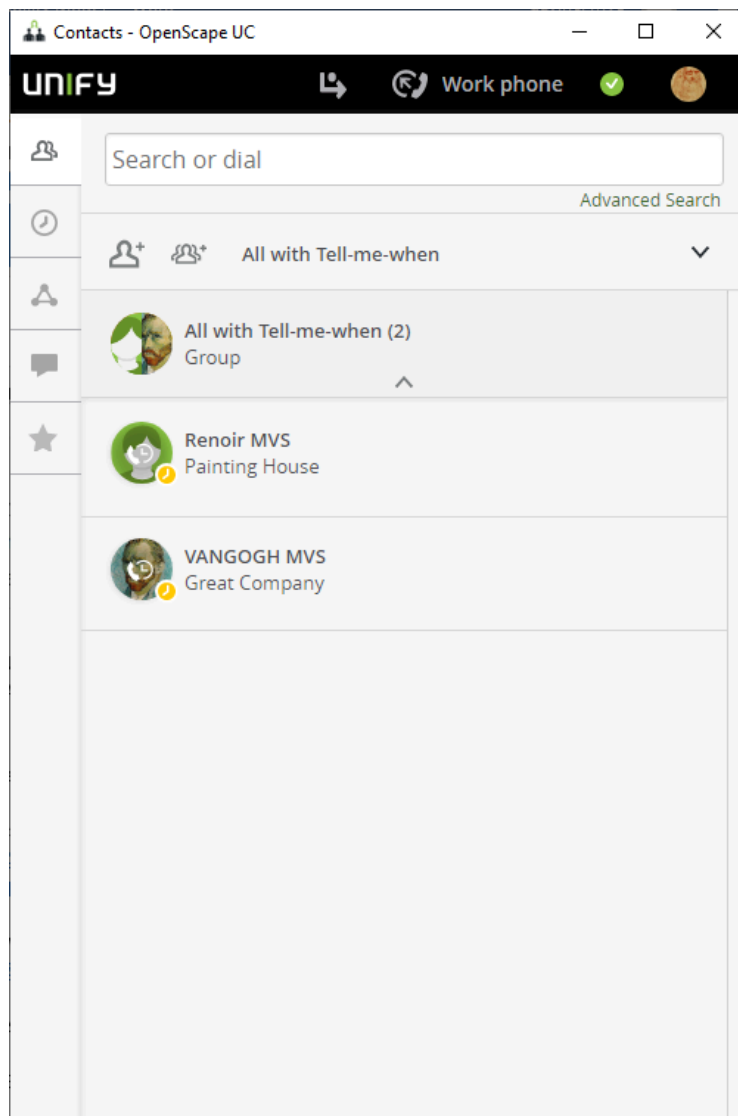 Contacts - OpenScape UC
UNIFY
Work phone
Search or dial
Advanced Search
All with Tell-me-when
All with Tell-me-when (2)
Group
Renoir MVS
Painting House
VANGOGH MVS
Great Company